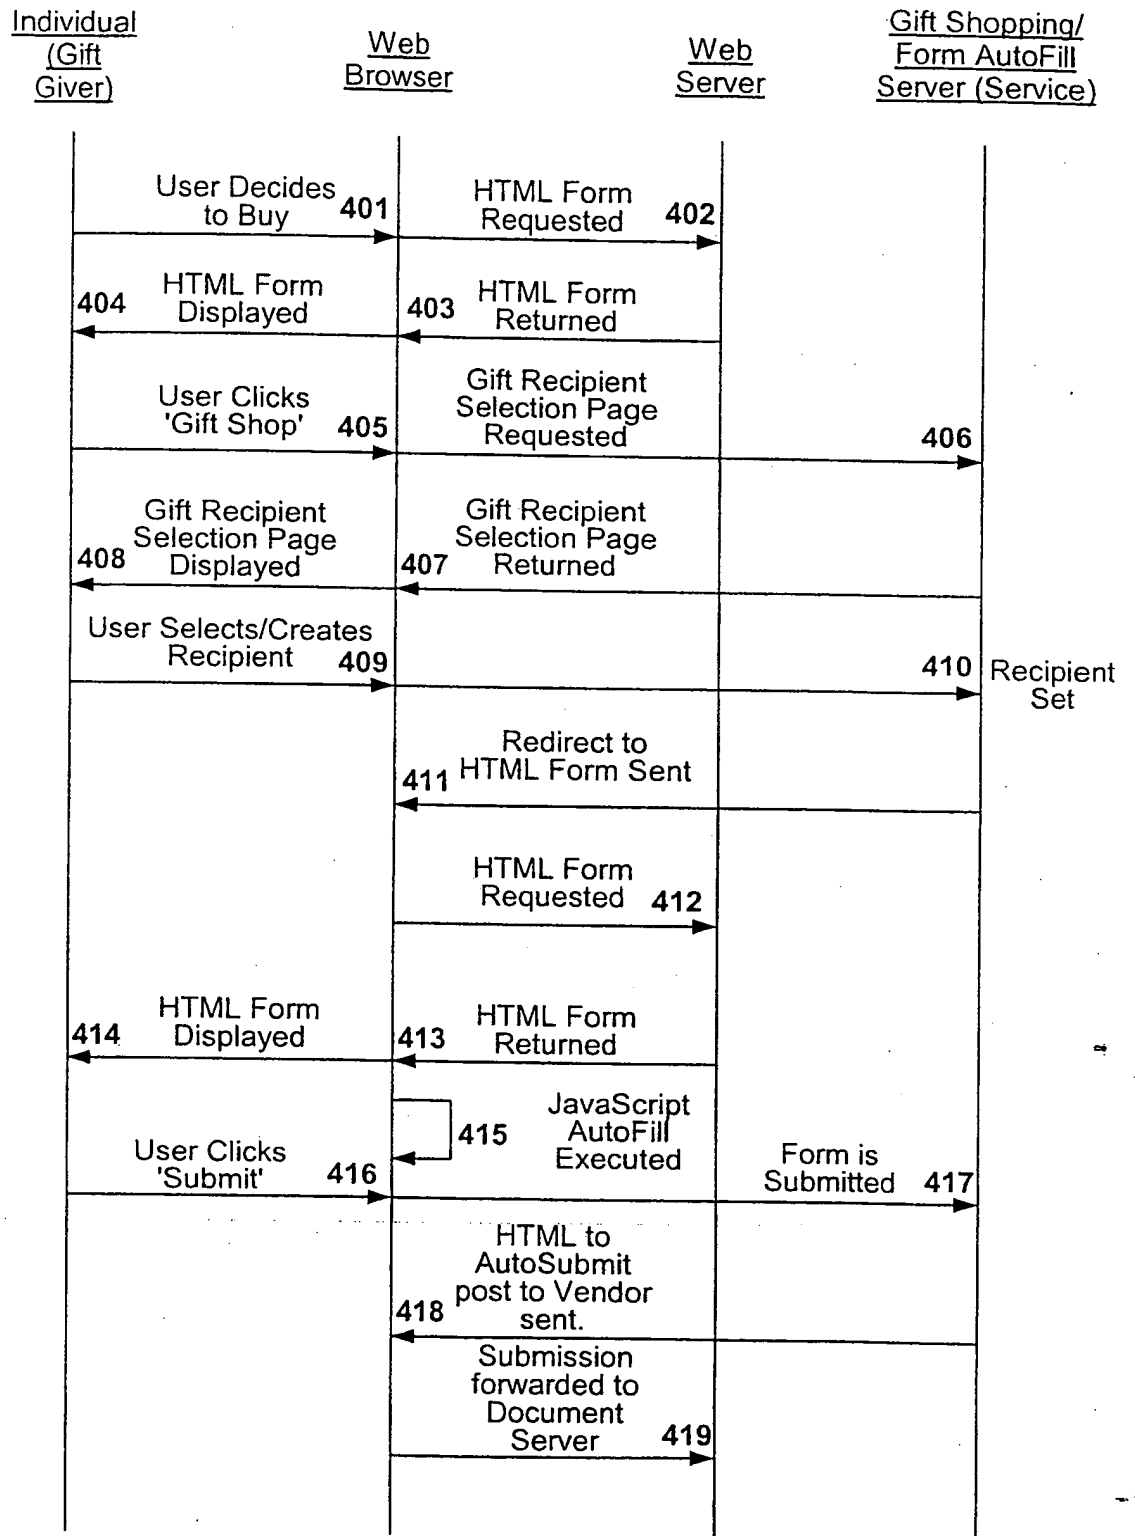 Individual
(Gift
Giver)
Web
Browser
Web
Server
Gift Shopping/
Form AutoFill
Server (Service)
User Decides
to Buy
401
HTML Form
Requested
402
404
HTML Form
Displayed
403
HTML Form
Returned
User Clicks
'Gift Shop'
405
Gift Recipient
Selection Page
Requested
406
Gift Recipient
Selection Page
Displayed
408
Gift Recipient
Selection Page
Returned
407
User Selects/Creates
Recipient
409
410
Recipient
Set
Redirect to
HTML Form Sent
411
HTML Form
Requested
412
HTML Form
Displayed
414
HTML Form
Returned
413
415
JavaScript
AutoFill
Executed
User Clicks
'Submit'
416
Form is
Submitted
417
HTML to
AutoSubmit
post to Vendor
sent.
418
Submission
forwarded to
Document
Server
419